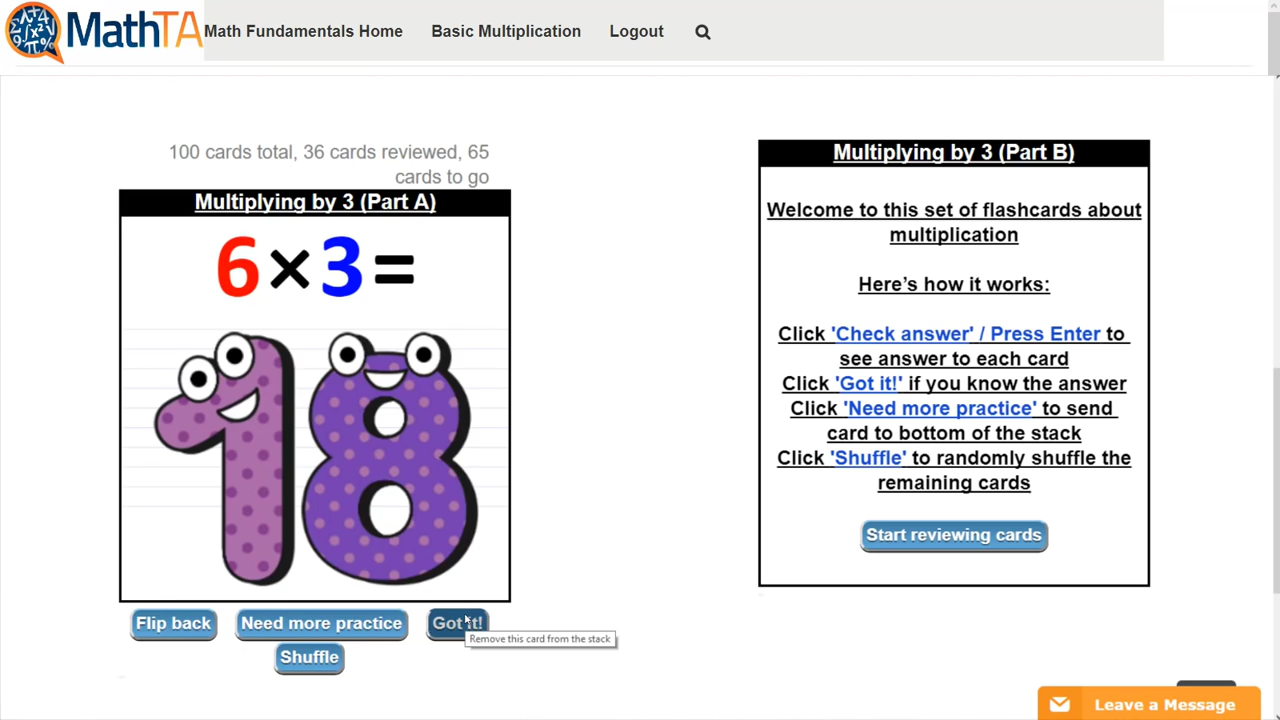 MathTA
Math Fundamentals Home Basic Multiplication Logout
100 cards total, 36 cards reviewed, 65
cards to go
Multiplying by 3 (Part A)
6×3=
18
Flip back Need more practice Got it!
Remove this card from the stack
Shuffle
Multiplying by 3 (Part B)
Welcome to this set of flashcards about
multiplication
Here's how it works:
Click 'Check answer' / Press Enter to
see answer to each card
Click 'Got it!' if you know the answer
Click 'Need more practice' to send
card to bottom of the stack
Click 'Shuffle' to randomly shuffle the
remaining cards
Start reviewing cards
Leave a Message